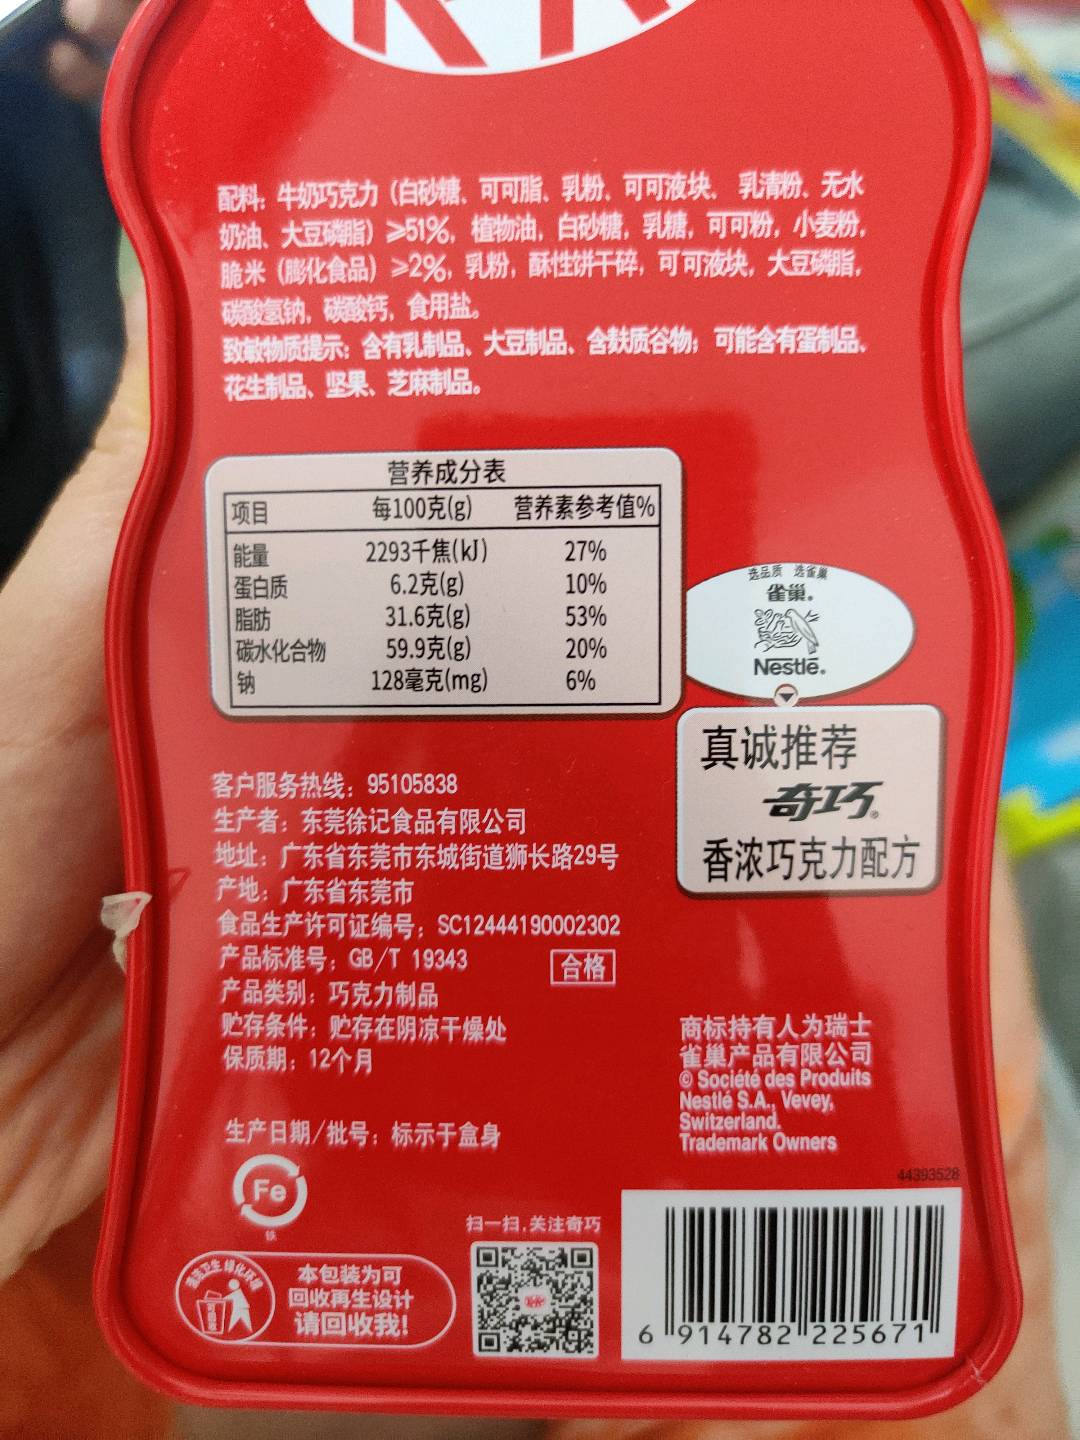 配料：牛奶巧克力（白砂糖、可可脂、乳粉、可可液块、乳清粉、无水
奶油、大豆磷脂）≥51%，植物油，白砂糖，乳糖，可可粉，小麦粉，
脆米（膨化食品）≥2%，乳粉，酥性饼干碎，可可液块，大豆磷脂，
碳酸氢钠，碳酸钙，食用盐。
致敏物质提示：含有乳制品、大豆制品、含麸质谷物；可能含有蛋制品、
花生制品、坚果、芝麻制品。
营养成分表
项目 每100克(g) 营养素参考值%
能量 2293千焦(kJ) 27%
蛋白质 6.2克(g) 10%
脂肪 31.6克(g) 53%
碳水化合物 59.9克(g) 20%
钠 128毫克(mg) 6%
选品质 选雀巢
雀巢®
Nestlē®
真诚推荐
奇巧®
香浓巧克力配方
客户服务热线：95105838
生产者：东莞徐记食品有限公司
地址：广东省东莞市东城街道狮长路29号
产地：广东省东莞市
食品生产许可证编号：SC12444190002302
产品标准号：GB/T 19343
合格
产品类别：巧克力制品
贮存条件：贮存在阴凉干燥处
保质期：12个月
商标持有人为瑞士
雀巢产品有限公司
© Société des Produits
Nestlé S.A., Vevey,
Switzerland.
Trademark Owners
生产日期/批号：标示于盒身
44393528
Fe
铁
扫一扫,关注奇巧
本包装为可
回收再生设计
请回收我!
6 914782 225671